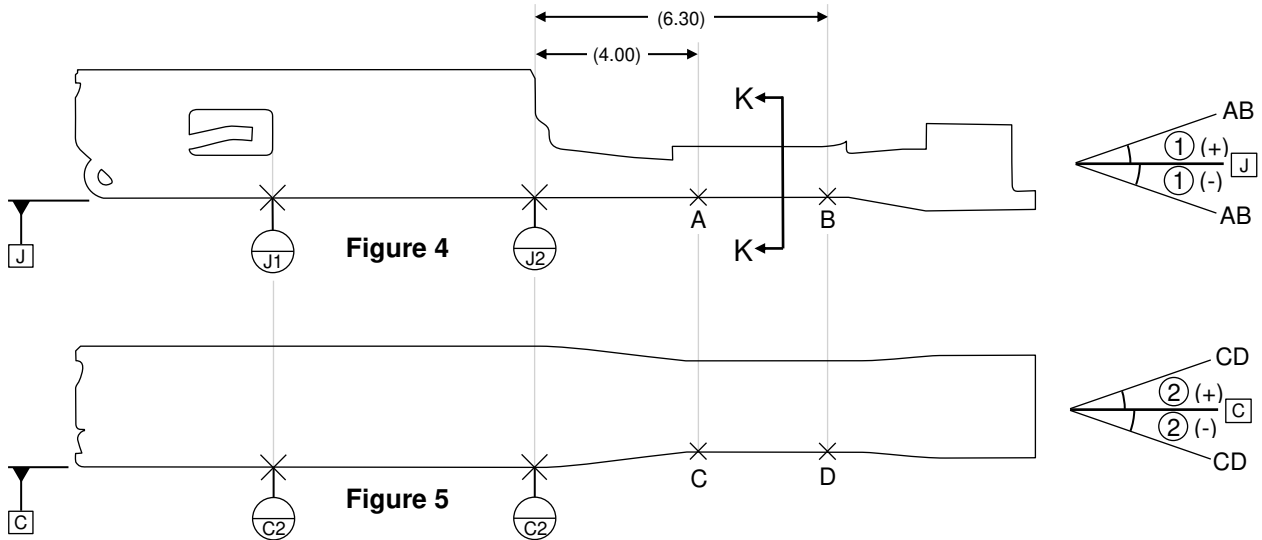 (6.30)
(4.00)
K
K
AB
1 (+)
J
1 (-)
AB
A
B
J
J1
Figure 4
J2
CD
2 (+)
C
2 (-)
CD
C
D
C
C2
Figure 5
C2